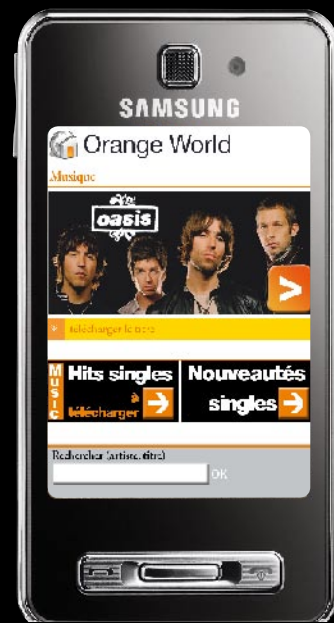 SAMSUNG
Orange World
Musique
oasis
télécharger le titre
MUSIC
Hits singles
à
télécharger
Nouveautés
singles
Rechercher (artiste, titre)
OK